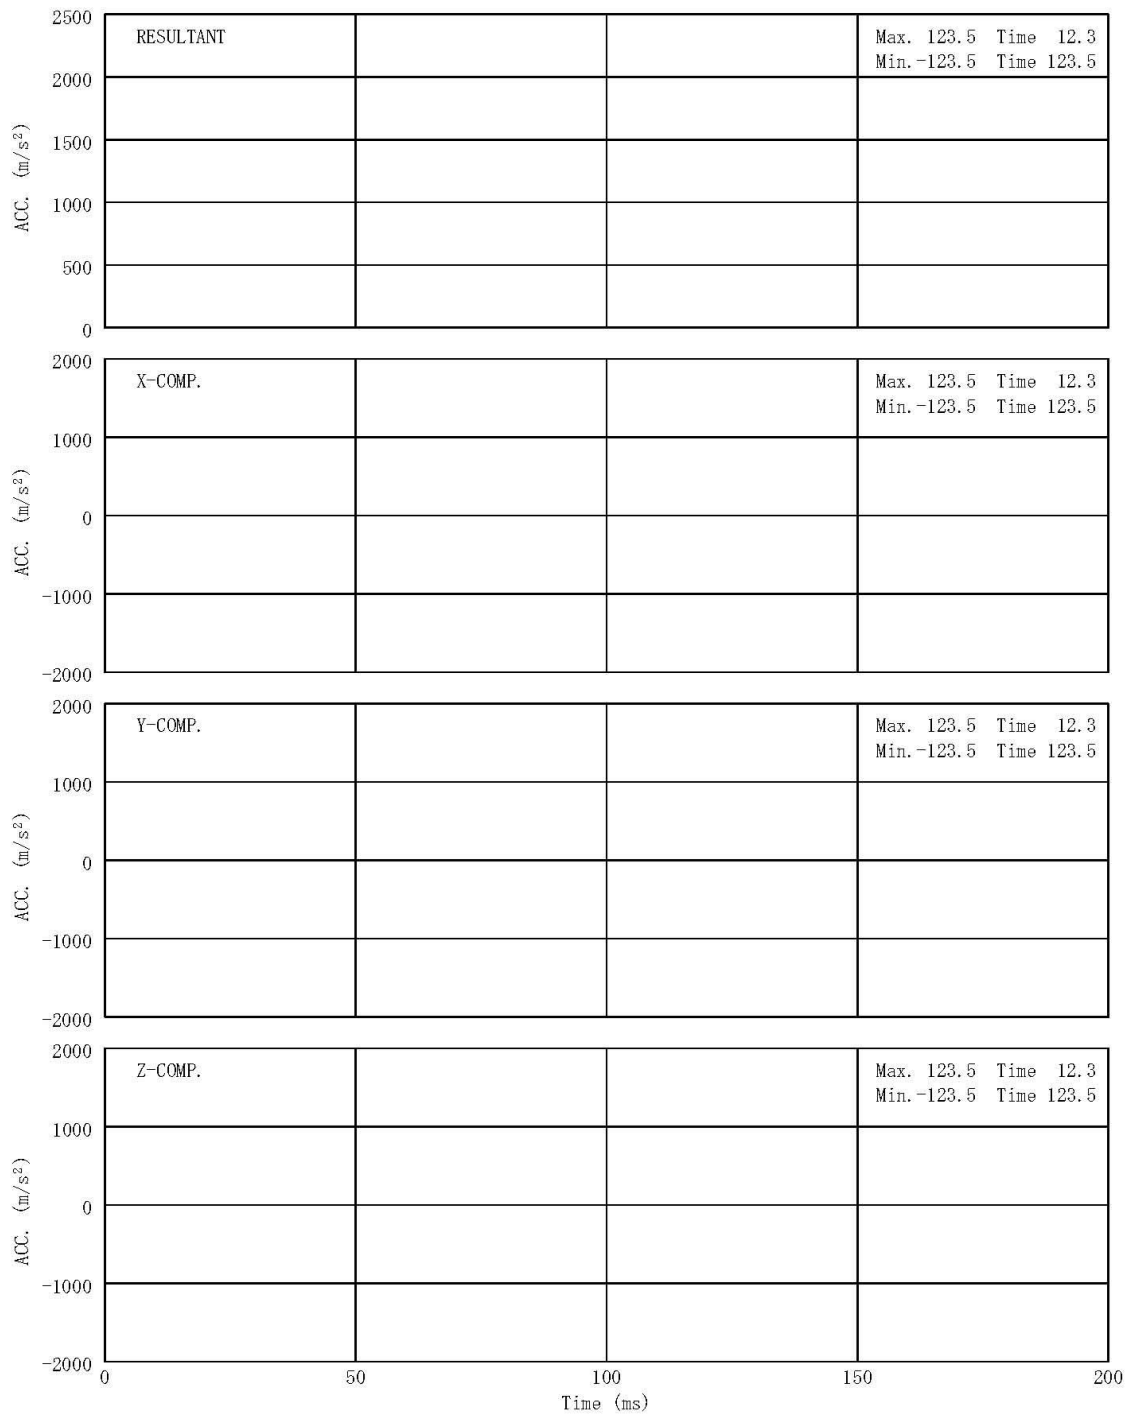 2500
RESULTANT
Max. 123.5 Time 12.3
Min.-123.5 Time 123.5
2000
1500
1000
500
0
ACC. (m/s²)
2000
X-COMP.
Max. 123.5 Time 12.3
Min.-123.5 Time 123.5
1000
0
-1000
-2000
ACC. (m/s²)
2000
Y-COMP.
Max. 123.5 Time 12.3
Min.-123.5 Time 123.5
1000
0
-1000
-2000
ACC. (m/s²)
2000
Z-COMP.
Max. 123.5 Time 12.3
Min.-123.5 Time 123.5
1000
0
-1000
-2000
ACC. (m/s²)
0 50 100 150 200
Time (ms)